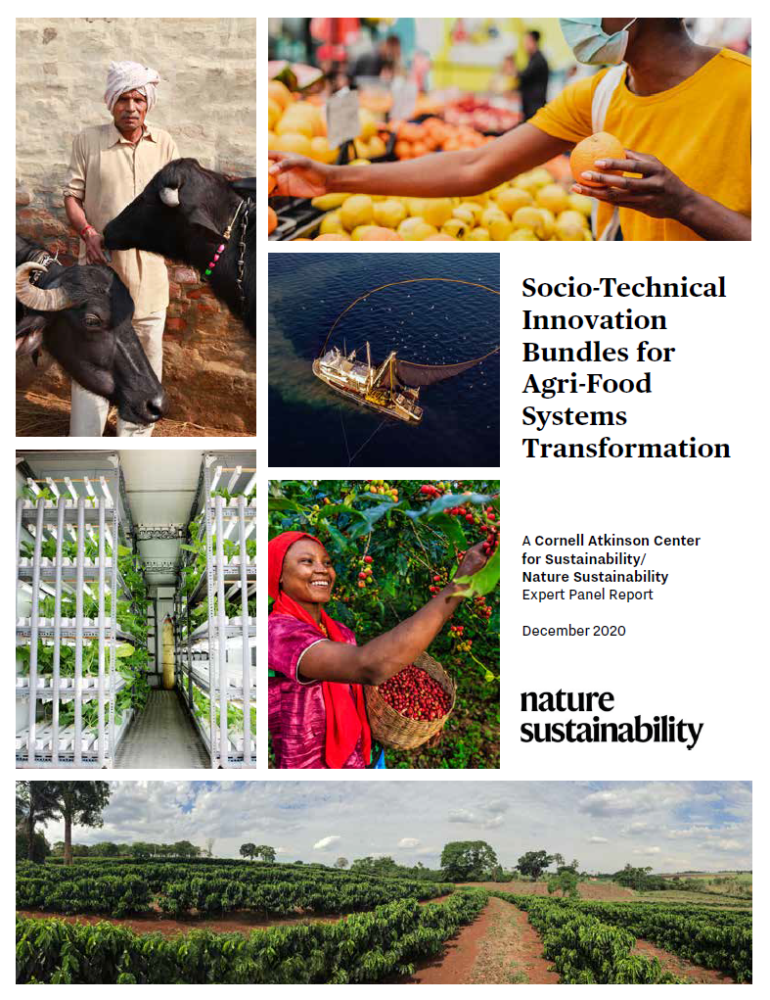 Socio-Technical
Innovation
Bundles for
Agri-Food
Systems
Transformation
A Cornell Atkinson Center
for Sustainability/
Nature Sustainability
Expert Panel Report
December 2020
nature
sustainability